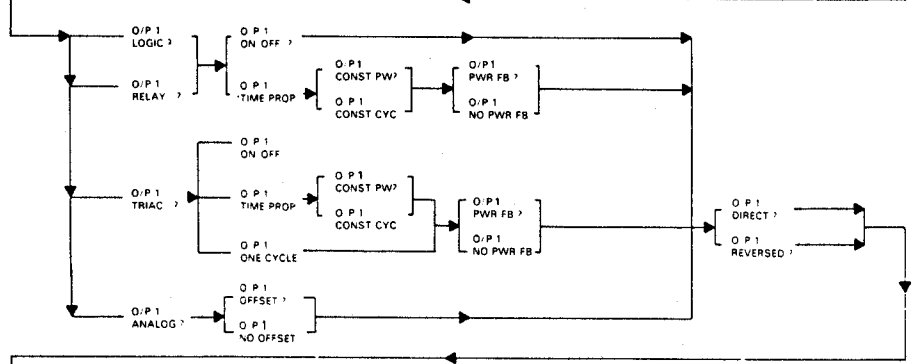 O/P 1
LOGIC ?
O/P 1
RELAY ?
O P 1
ON OFF ?
O P 1
TIME PROP
O/P 1
CONST PW?
O P 1
CONST CYC
O/P 1
PWR FB ?
O/P 1
NO PWR FB
O/P 1
TRIAC ?
O P 1
ON OFF
O P 1
TIME PROP
O P 1
ONE CYCLE
O P 1
CONST PW?
O P 1
CONST CYC
O/P 1
PWR FB ?
O/P 1
NO PWR FB
O/P 1
ANALOG ?
O P 1
OFFSET ?
O P 1
NO OFFSET
O P 1
DIRECT ?
O P 1
REVERSED ?